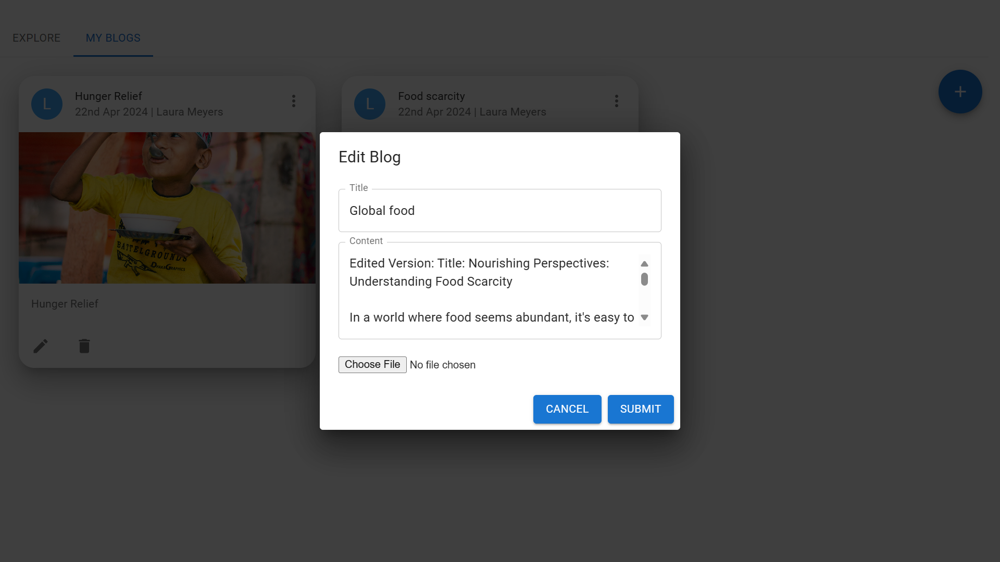 EXPLORE
MY BLOGS
L
Hunger Relief
22nd Apr 2024 | Laura Meyers
L
Food scarcity
22nd Apr 2024 | Laura Meyers
BATTELGROUNDS
DHAKAGRAPHICS
Hunger Relief
Edit Blog
Title
Global food
Content
Edited Version: Title: Nourishing Perspectives:
Understanding Food Scarcity
In a world where food seems abundant, it's easy to
Choose File No file chosen
CANCEL
SUBMIT